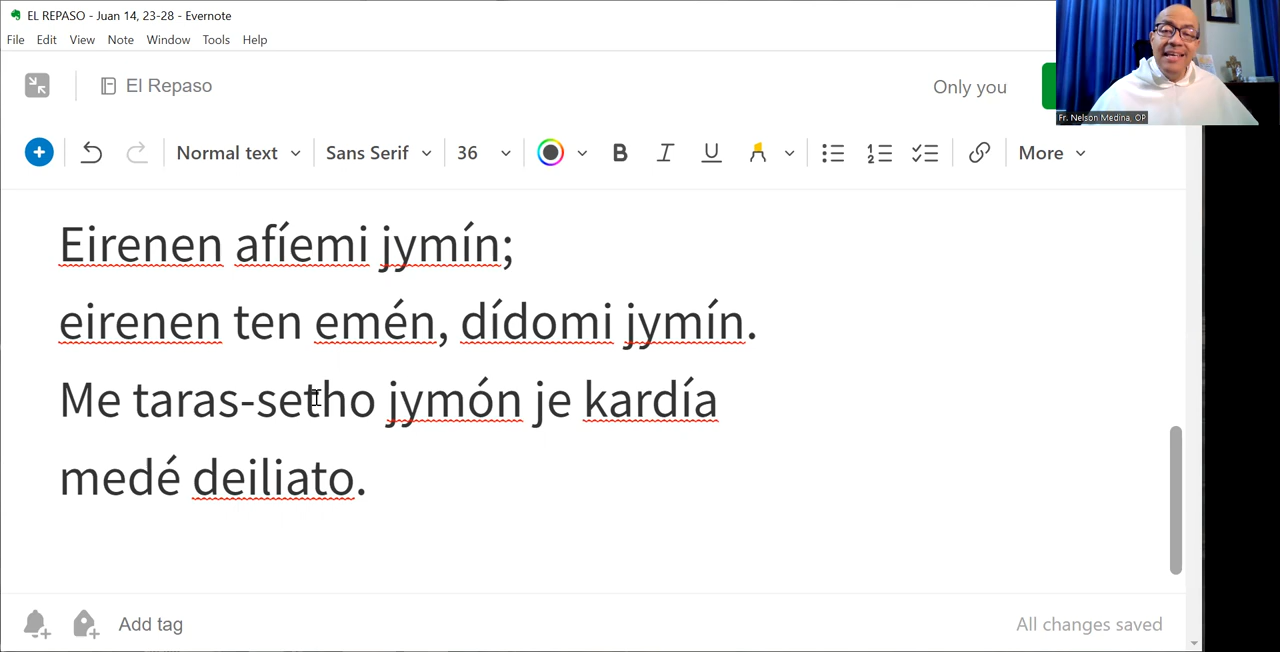 EL REPASO - Juan 14, 23-28 - Evernote
File Edit View Note Window Tools Help
El Repaso
Only you
Fr. Nelson Medina, OP
Normal text Sans Serif 36 B I U More
Eirenen afíemi jymín;
eirenen ten emén, dídomi jymín.
Me taras-setho jymón je kardía
medé deiliato.
Add tag
All changes saved